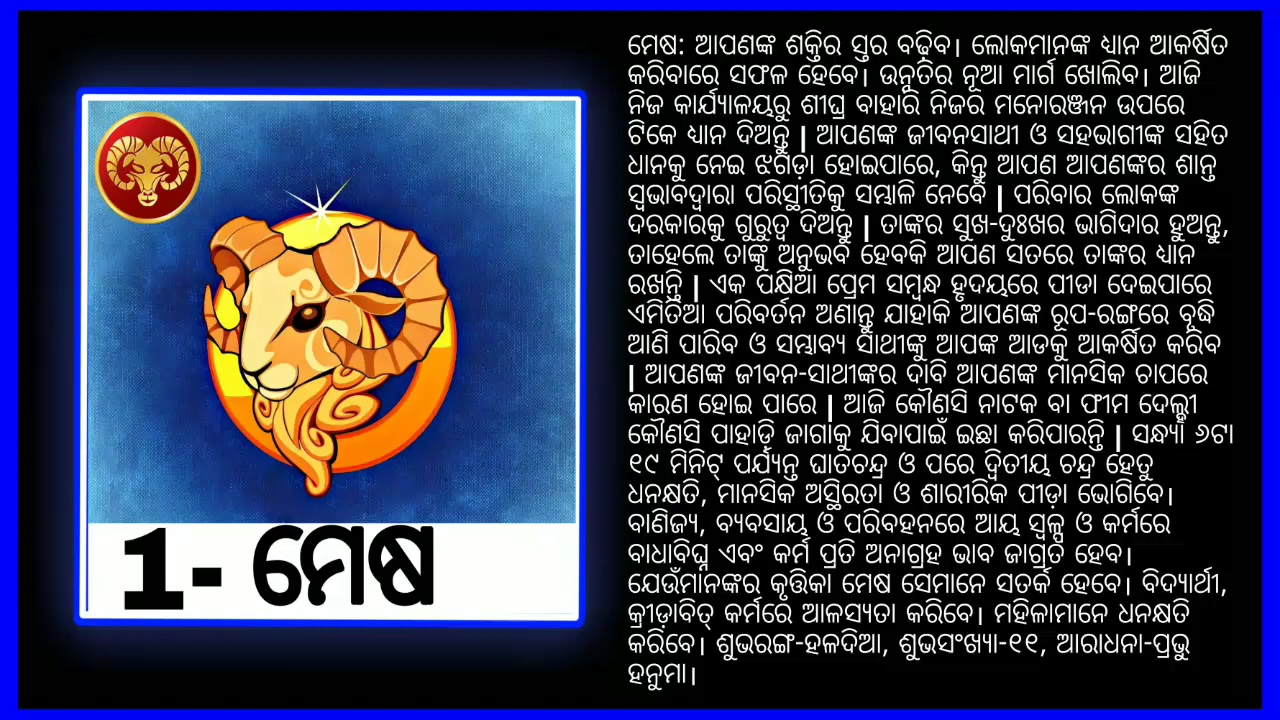 1- ମେଷ
ମେଷ: ଆପଣଙ୍କ ଶକ୍ତିର ସ୍ତର ବଢ଼ିବ। ଲୋକମାନଙ୍କ ଧ୍ୟାନ ଆକର୍ଷିତ
କରିବାରେ ସଫଳ ହେବେ। ଉନ୍ନତିର ନୂଆ ମାର୍ଗ ଖୋଲିବ। ଆଜି
ନିଜ କାର୍ଯ୍ୟାଳୟରୁ ଶୀଘ୍ର ବାହାରି ନିଜର ମନୋରଞ୍ଜନ ଉପରେ
ଟିକେ ଧ୍ୟାନ ଦିଅନ୍ତୁ | ଆପଣଙ୍କ ଜୀବନସାଥୀ ଓ ସହଭାଗୀଙ୍କ ସହିତ
ଧାନକୁ ନେଇ ଝଗଡ଼ା ହୋଇପାରେ, କିନ୍ତୁ ଆପଣ ଆପଣଙ୍କର ଶାନ୍ତ
ସ୍ଵଭାବଦ୍ୱାରା ପରିସ୍ଥୀତିକୁ ସମ୍ଭାଳି ନେବେ | ପରିବାର ଲୋକଙ୍କ
ଦରକାରକୁ ଗୁରୁତ୍ୱ ଦିଅନ୍ତୁ | ତାଙ୍କର ସୁଖ-ଦୁଃଖର ଭାଗିଦାର ହୁଅନ୍ତୁ,
ତାହେଲେ ତାଙ୍କୁ ଅନୁଭବ ହେବକି ଆପଣ ସତରେ ତାଙ୍କର ଧ୍ୟାନ
ରଖନ୍ତି | ଏକ ପକ୍ଷିଆ ପ୍ରେମ ସମ୍ବନ୍ଧ ହୃଦୟରେ ପୀଡା ଦେଇପାରେ
ଏମିତିଆ ପରିବର୍ତନ ଅଣାନ୍ତୁ ଯାହାକି ଆପଣଙ୍କ ରୂପ-ରଙ୍ଗରେ ବୃଦ୍ଧି
ଆଣି ପାରିବ ଓ ସମ୍ଭାବ୍ୟ ସାଥୀଙ୍କୁ ଆପଙ୍କ ଆଡକୁ ଆକର୍ଷିତ କରିବ
| ଆପଣଙ୍କ ଜୀବନ-ସାଥୀଙ୍କର ଦାବି ଆପଣଙ୍କ ମାନସିକ ଚାପରେ
କାରଣ ହୋଇ ପାରେ | ଆଜି କୌଣସି ନାଟକ ବା ଫୀମ ଦେଲ୍ଖୀ
କୌଣସି ପାହାଡ଼ି ଜାଗାକୁ ଯିବାପାଇଁ ଇଛା କରିପାରନ୍ତି | ସନ୍ଧ୍ୟା ୬ଟା
୧୯ ମିନିଟ୍ ପର୍ଯ୍ୟନ୍ତ ଘାତଚନ୍ଦ୍ର ଓ ପରେ ଦ୍ୱିତୀୟ ଚନ୍ଦ୍ର ହେତୁ
ଧନକ୍ଷତି, ମାନସିକ ଅସ୍ଥିରତା ଓ ଶାରୀରିକ ପୀଡ଼ା ଭୋଗିବେ।
ବାଣିଜ୍ୟ, ବ୍ୟବସାୟ ଓ ପରିବହନରେ ଆୟ ସ୍ୱଳ୍ପ ଓ କର୍ମରେ
ବାଧାବିଘ୍ନ ଏବଂ କର୍ମ ପ୍ରତି ଅନାଗ୍ରହ ଭାବ ଜାଗ୍ରତ ହେବ।
ଯେଉଁମାନଙ୍କର କୃତ୍ତିକା ମେଷ ସେମାନେ ସତର୍କ ହେବେ। ବିଦ୍ୟାର୍ଥୀ,
କ୍ରୀଡ଼ାବିତ୍ କର୍ମରେ ଆଳସ୍ୟତା କରିବେ। ମହିଳାମାନେ ଧନକ୍ଷତି
କରିବେ। ଶୁଭରଙ୍ଗ-ହଳଦିଆ, ଶୁଭସଂଖ୍ୟା-୧୧, ଆରାଧନା-ପ୍ରଭୁ
ହନୁମା।